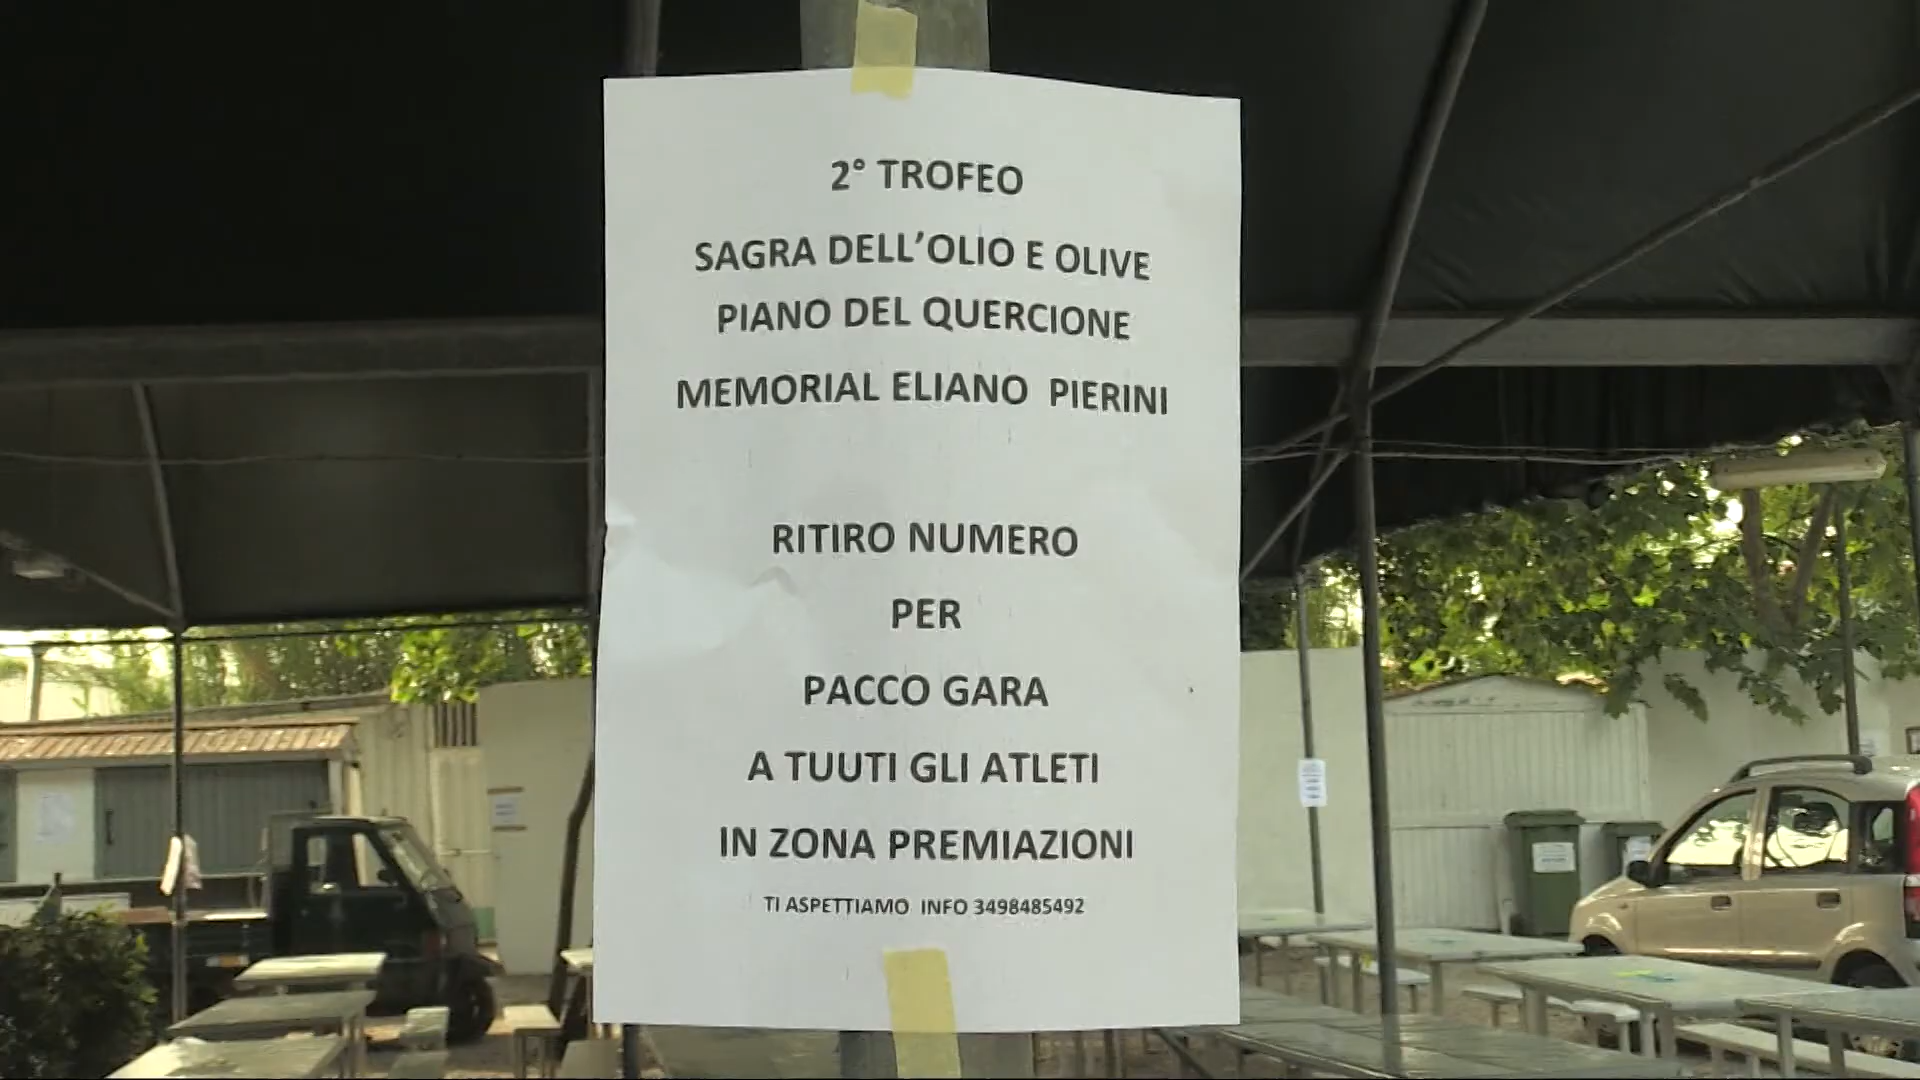 2° TROFEO
SAGRA DELL'OLIO E OLIVE
PIANO DEL QUERCIONE
MEMORIAL ELIANO PIERINI
RITIRO NUMERO
PER
PACCO GARA
A TUUTI GLI ATLETI
IN ZONA PREMIAZIONI
TI ASPETTIAMO INFO 3498485492